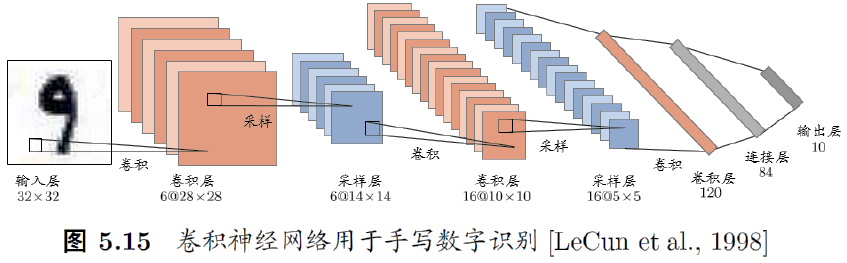 9
卷积
采样
卷积
采样
卷积
输入层
32×32
卷积层
6@28×28
采样层
6@14×14
卷积层
16@10×10
采样层
16@5×5
卷积层
120
连接层
84
输出层
10
图 5.15 卷积神经网络用于手写数字识别 [LeCun et al., 1998]